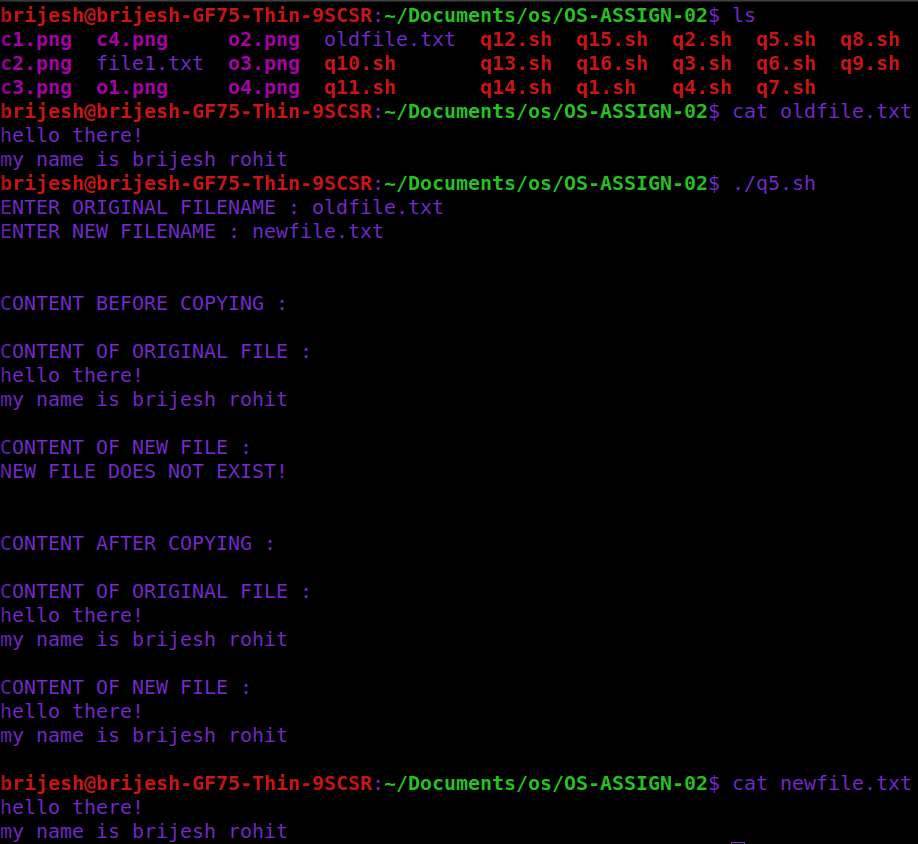 brijesh@brijesh-GF75-Thin-9SCSR:~/Documents/os/OS-ASSIGN-02$ ls
c1.png  c4.png     o2.png  oldfile.txt  q12.sh  q15.sh  q2.sh  q5.sh  q8.sh
c2.png  file1.txt  o3.png  q10.sh       q13.sh  q16.sh  q3.sh  q6.sh  q9.sh
c3.png  o1.png     o4.png  q11.sh       q14.sh  q1.sh   q4.sh  q7.sh
brijesh@brijesh-GF75-Thin-9SCSR:~/Documents/os/OS-ASSIGN-02$ cat oldfile.txt
hello there!
my name is brijesh rohit
brijesh@brijesh-GF75-Thin-9SCSR:~/Documents/os/OS-ASSIGN-02$ ./q5.sh
ENTER ORIGINAL FILENAME : oldfile.txt
ENTER NEW FILENAME : newfile.txt
CONTENT BEFORE COPYING :
CONTENT OF ORIGINAL FILE :
hello there!
my name is brijesh rohit
CONTENT OF NEW FILE :
NEW FILE DOES NOT EXIST!
CONTENT AFTER COPYING :
CONTENT OF ORIGINAL FILE :
hello there!
my name is brijesh rohit
CONTENT OF NEW FILE :
hello there!
my name is brijesh rohit
brijesh@brijesh-GF75-Thin-9SCSR:~/Documents/os/OS-ASSIGN-02$ cat newfile.txt
hello there!
my name is brijesh rohit